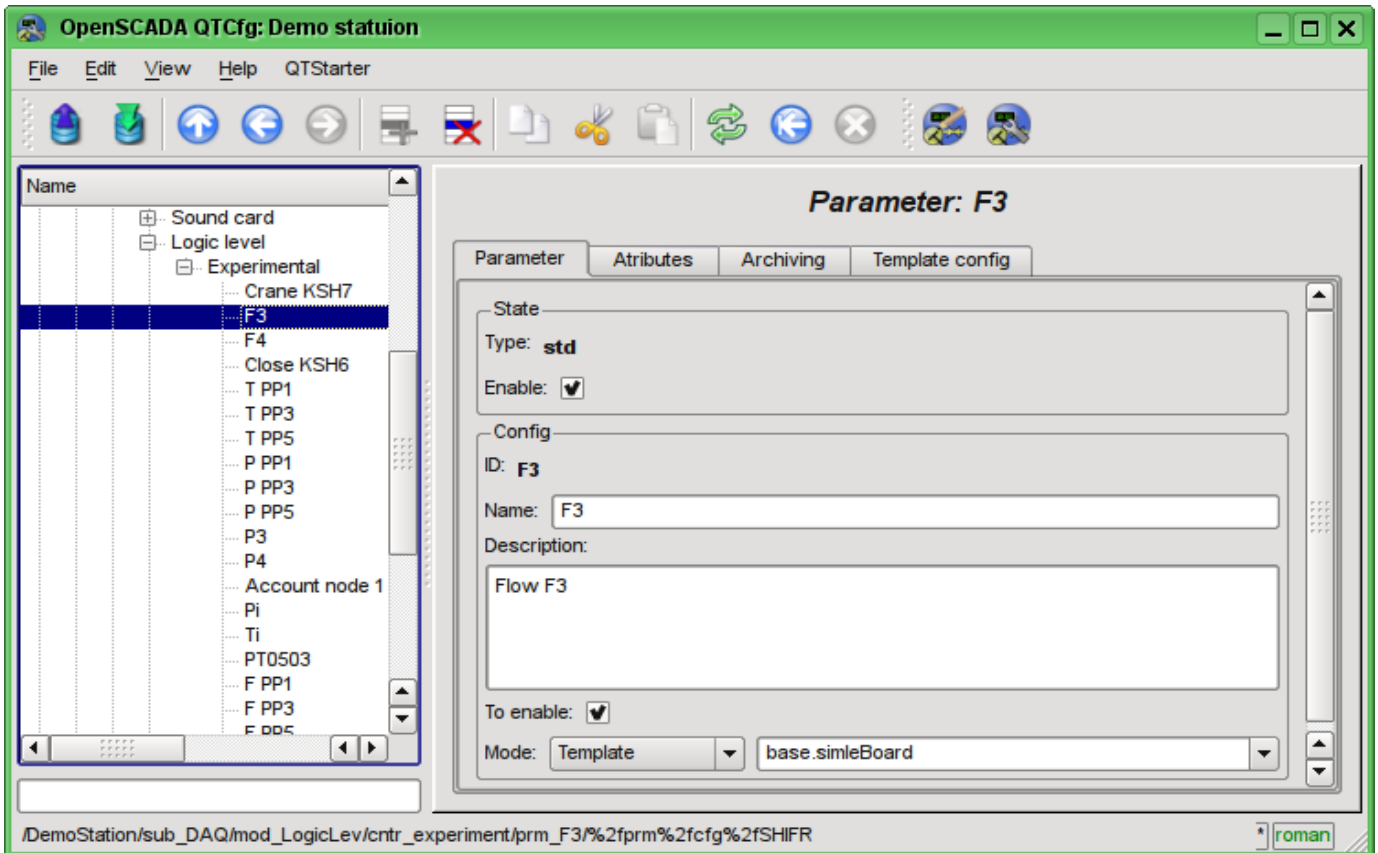 OpenSCADA QTCfg: Demo statuion
File Edit View Help QTStarter
Name
Sound card
Logic level
Experimental
Crane KSH7
F3
F4
Close KSH6
T PP1
T PP3
T PP5
P PP1
P PP3
P PP5
P3
P4
Account node 1
Pi
Ti
PT0503
F PP1
F PP3
F PP5
Parameter: F3
Parameter Atributes Archiving Template config
State
Type: std
Enable:
Config
ID: F3
Name: F3
Description:
Flow F3
To enable:
Mode: Template base.simleBoard
/DemoStation/sub_DAQ/mod_LogicLev/cntr_experiment/prm_F3/%2fprm%2fcfg%2fSHIFR * roman